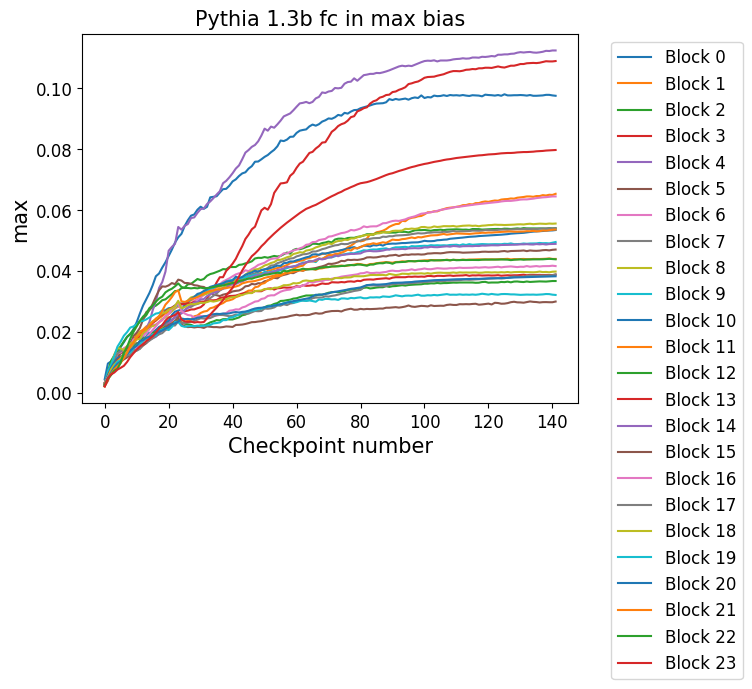 Pythia 1.3b fc in max bias
max
0.10
0.08
0.06
0.04
0.02
0.00
0 20 40 60 80 100 120 140
Checkpoint number
Block 0
Block 1
Block 2
Block 3
Block 4
Block 5
Block 6
Block 7
Block 8
Block 9
Block 10
Block 11
Block 12
Block 13
Block 14
Block 15
Block 16
Block 17
Block 18
Block 19
Block 20
Block 21
Block 22
Block 23